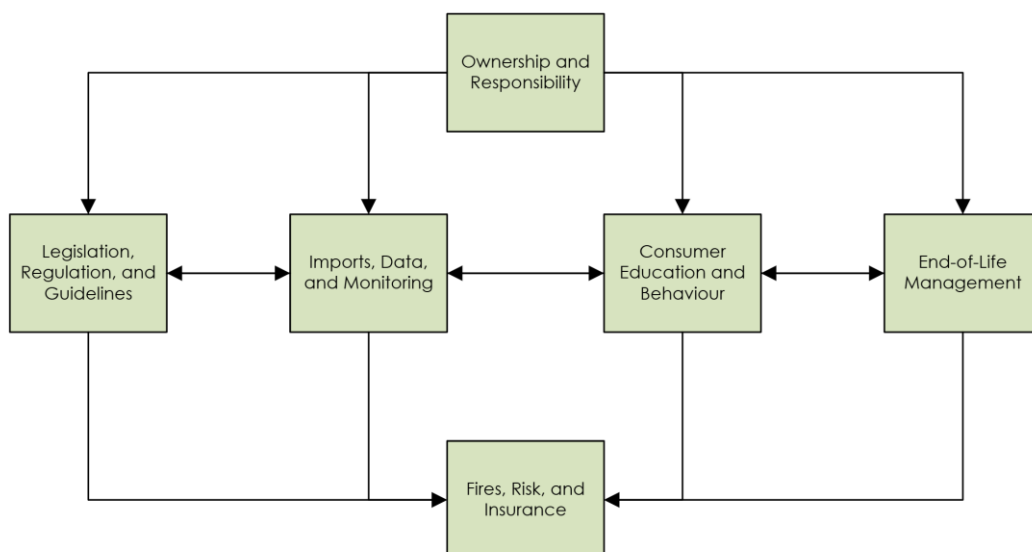 Ownership and
Responsibility
Legislation,
Regulation, and
Guidelines
Imports, Data,
and Monitoring
Consumer
Education and
Behaviour
End-of-Life
Management
Fires, Risk, and
Insurance